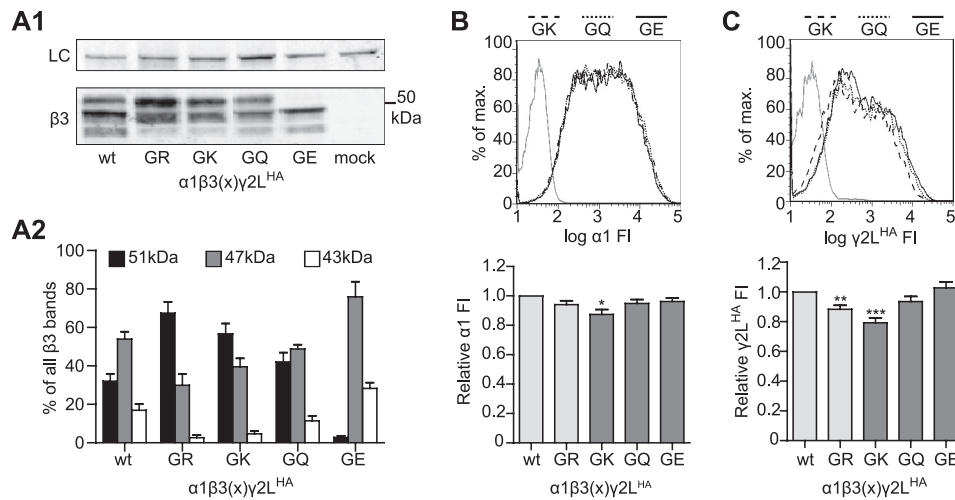 A1
LC
β3
50
kDa
wt GR GK GQ GE mock
α1β3(x)γ2L^HA
A2
51kDa 47kDa 43kDa
% of all β3 bands
100
80
60
40
20
0
wt GR GK GQ GE
α1β3(x)γ2L^HA
B
GK GQ GE
% of max.
100
80
60
40
20
0
1 2 3 4 5
log α1 FI
Relative α1 FI
1.2
1.0
0.8
0.6
0.4
0.2
0
*
wt GR GK GQ GE
α1β3(x)γ2L^HA
C
GK GQ GE
% of max.
100
80
60
40
20
0
1 2 3 4 5
log γ2L^HA FI
Relative γ2L^HA FI
1.2
1.0
0.8
0.6
0.4
1.2
0
** ***
wt GR GK GQ GE
α1β3(x)γ2L^HA